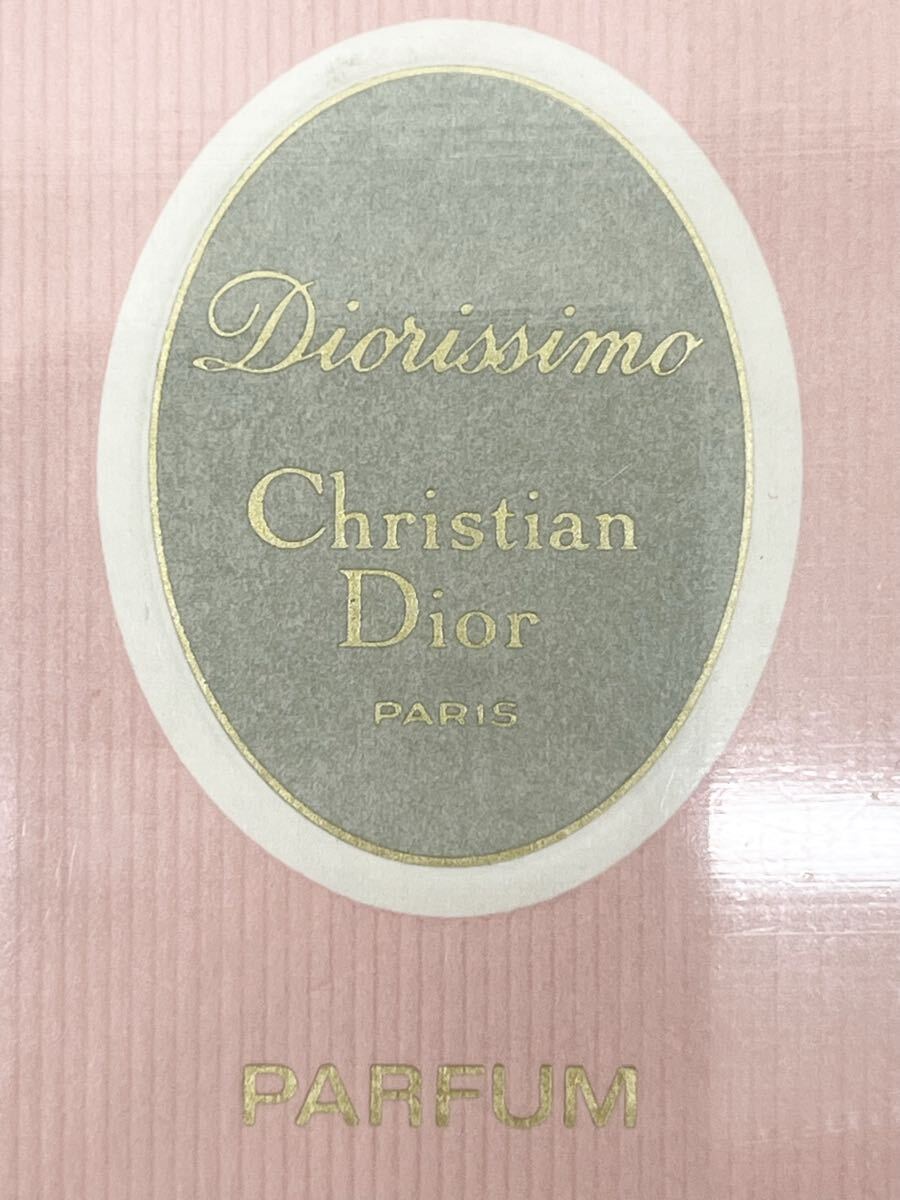 Diorissimo
Christian
Dior
PARIS
PARFUM